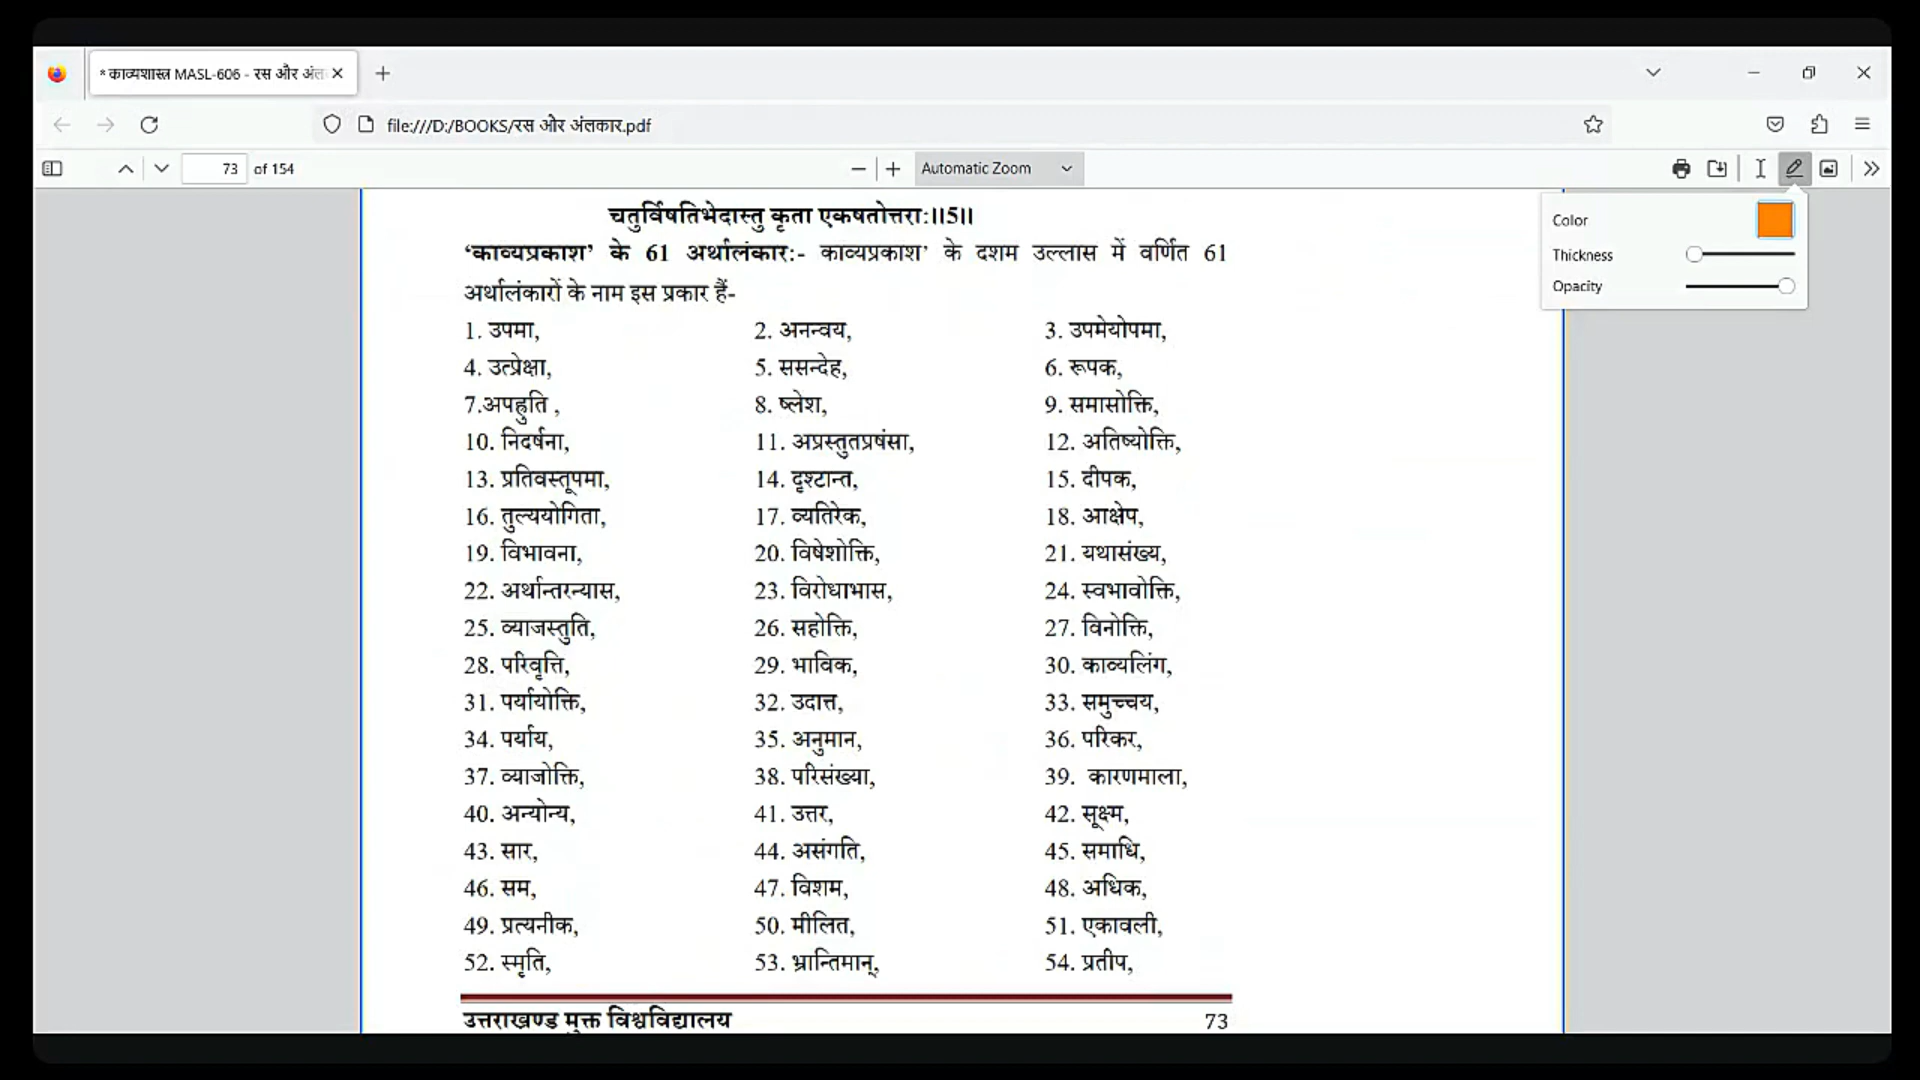 * काव्यशास्त्र MASL-606 - रस और अंल
file:///D:/BOOKS/रस और अंलकार.pdf
73 of 154
Automatic Zoom
Color
Thickness
Opacity
चतुर्विषतिभेदास्तु कृता एकषतोत्तराः।।5।।
‘काव्यप्रकाश’ के 61 अर्थालंकार:- काव्यप्रकाश’ के दशम उल्लास में वर्णित 61
अर्थालंकारों के नाम इस प्रकार हैं-
1. उपमा, 2. अनन्वय, 3. उपमेयोपमा,
4. उत्प्रेक्षा, 5. ससन्देह, 6. रूपक,
7.अपह्नुति , 8. ष्लेश, 9. समासोक्ति,
10. निदर्षना, 11. अप्रस्तुतप्रषंसा, 12. अतिष्योक्ति,
13. प्रतिवस्तूपमा, 14. दृश्टान्त, 15. दीपक,
16. तुल्ययोगिता, 17. व्यतिरेक, 18. आक्षेप,
19. विभावना, 20. विषेशोक्ति, 21. यथासंख्य,
22. अर्थान्तरन्यास, 23. विरोधाभास, 24. स्वभावोक्ति,
25. व्याजस्तुति, 26. सहोक्ति, 27. विनोक्ति,
28. परिवृत्ति, 29. भाविक, 30. काव्यलिंग,
31. पर्यायोक्ति, 32. उदात्त, 33. समुच्चय,
34. पर्याय, 35. अनुमान, 36. परिकर,
37. व्याजोक्ति, 38. परिसंख्या, 39. कारणमाला,
40. अन्योन्य, 41. उत्तर, 42. सूक्ष्म,
43. सार, 44. असंगति, 45. समाधि,
46. सम, 47. विशम, 48. अधिक,
49. प्रत्यनीक, 50. मीलित, 51. एकावली,
52. स्मृति, 53. भ्रान्तिमान्, 54. प्रतीप,
उत्तराखण्ड मुक्त विश्वविद्यालय 73